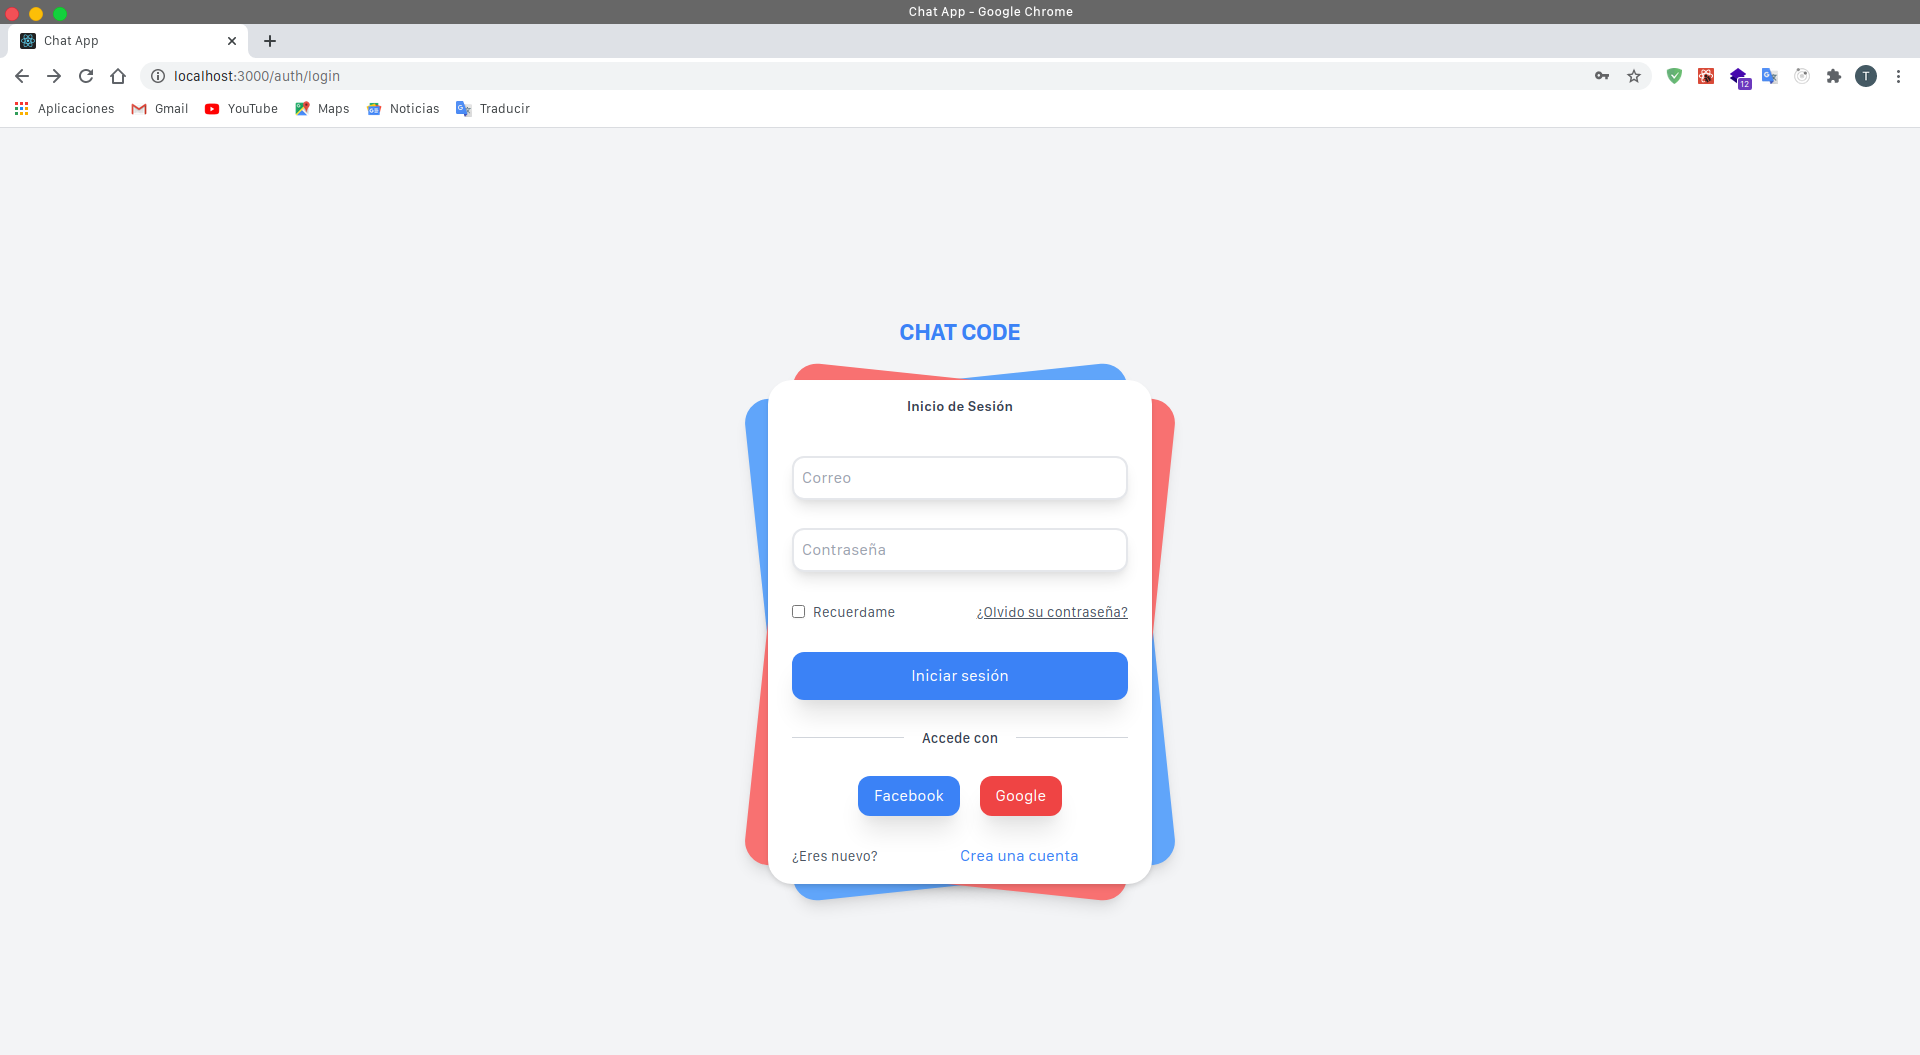 Chat App - Google Chrome
Chat App
localhost:3000/auth/login
12
T
Aplicaciones Gmail YouTube Maps Noticias Traducir
CHAT CODE
Inicio de Sesión
Correo
Contraseña
Recuerdame ¿Olvido su contraseña?
Iniciar sesión
Accede con
Facebook Google
¿Eres nuevo? Crea una cuenta